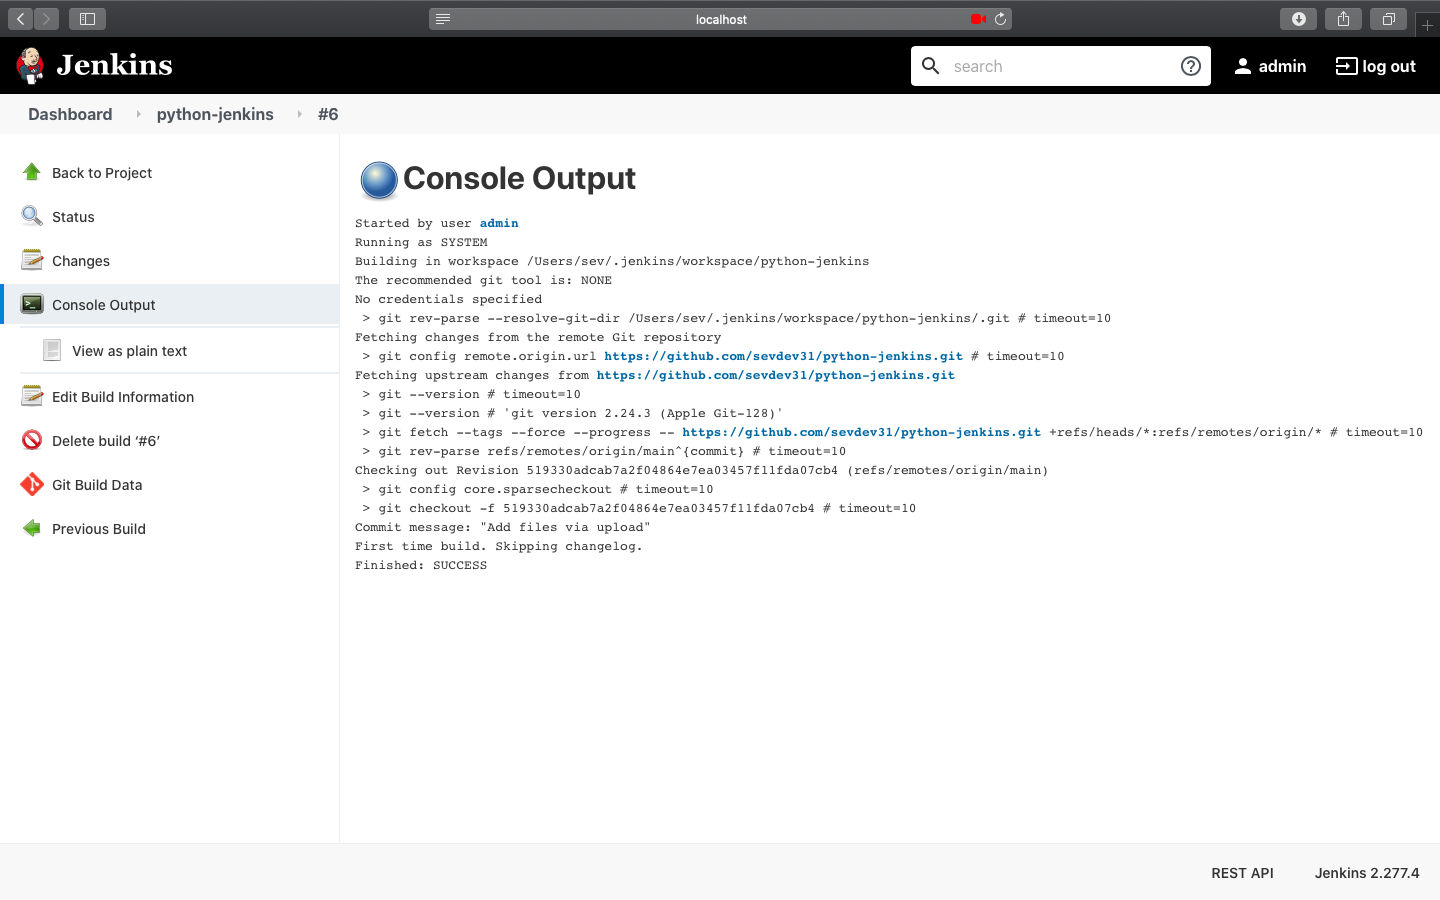 localhost
Jenkins
search
admin
log out
Dashboard
python-jenkins
#6
Back to Project
Status
Changes
Console Output
View as plain text
Edit Build Information
Delete build ‘#6’
Git Build Data
Previous Build
Console Output
Started by user admin
Running as SYSTEM
Building in workspace /Users/sev/.jenkins/workspace/python-jenkins
The recommended git tool is: NONE
No credentials specified
 > git rev-parse --resolve-git-dir /Users/sev/.jenkins/workspace/python-jenkins/.git # timeout=10
Fetching changes from the remote Git repository
 > git config remote.origin.url https://github.com/sevdev31/python-jenkins.git # timeout=10
Fetching upstream changes from https://github.com/sevdev31/python-jenkins.git
 > git --version # timeout=10
 > git --version # 'git version 2.24.3 (Apple Git-128)'
 > git fetch --tags --force --progress -- https://github.com/sevdev31/python-jenkins.git +refs/heads/*:refs/remotes/origin/* # timeout=10
 > git rev-parse refs/remotes/origin/main^{commit} # timeout=10
Checking out Revision 519330adcab7a2f04864e7ea03457f11fda07cb4 (refs/remotes/origin/main)
 > git config core.sparsecheckout # timeout=10
 > git checkout -f 519330adcab7a2f04864e7ea03457f11fda07cb4 # timeout=10
Commit message: "Add files via upload"
First time build. Skipping changelog.
Finished: SUCCESS
REST API
Jenkins 2.277.4